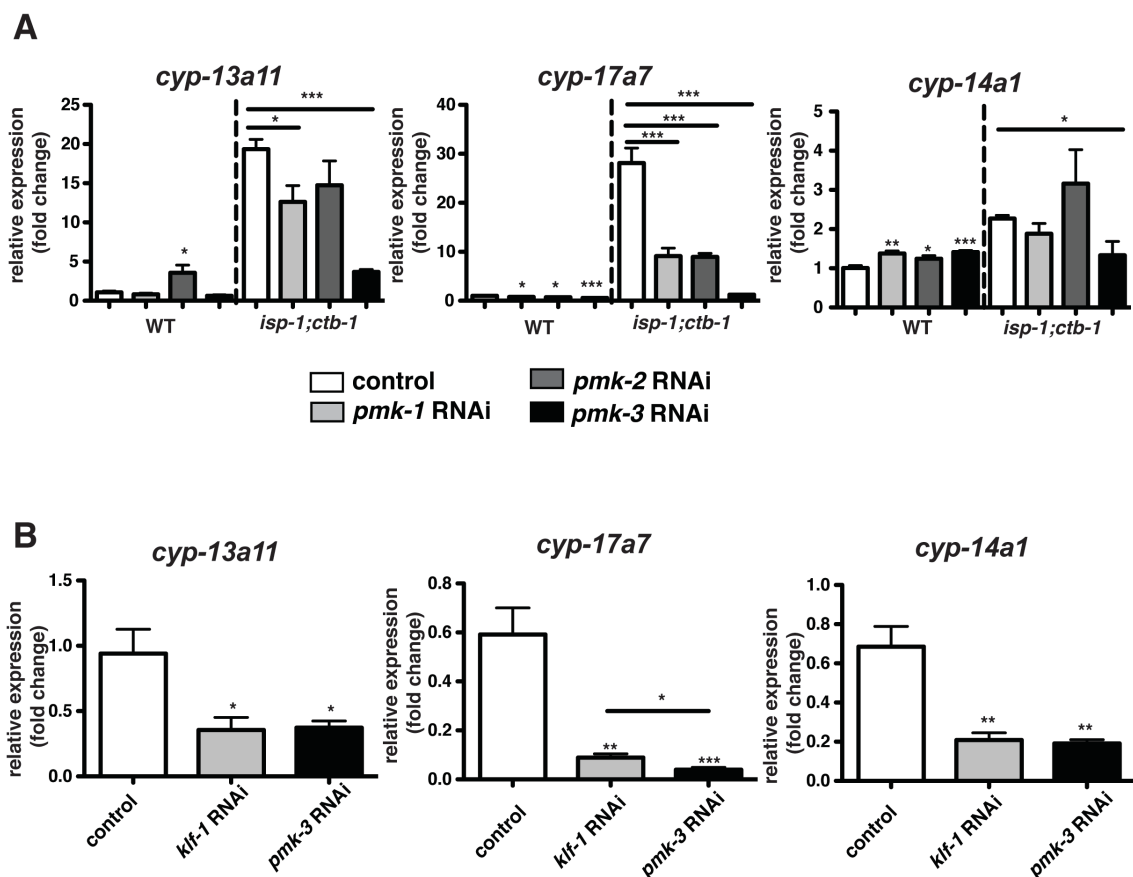 A
cyp-13a11
cyp-17a7
cyp-14a1
relative expression
(fold change)
25
20
15
10
5
0
***
*
*
WT
isp-1;ctb-1
relative expression
(fold change)
40
30
20
10
0
***
***
***
* * ***
WT
isp-1;ctb-1
relative expression
(fold change)
5
4
3
2
1
0
*
** * ***
WT
isp-1;ctb-1
control
pmk-1 RNAi
pmk-2 RNAi
pmk-3 RNAi
B
cyp-13a11
cyp-17a7
cyp-14a1
relative expression
(fold change)
1.5
1.0
0.5
0.0
* *
control
klf-1 RNAi
pmk-3 RNAi
relative expression
(fold change)
0.8
0.6
0.4
0.2
0.0
*
** ***
control
klf-1 RNAi
pmk-3 RNAi
relative expression
(fold change)
1.0
0.8
0.6
0.4
0.2
0.0
** **
control
klf-1 RNAi
pmk-3 RNAi